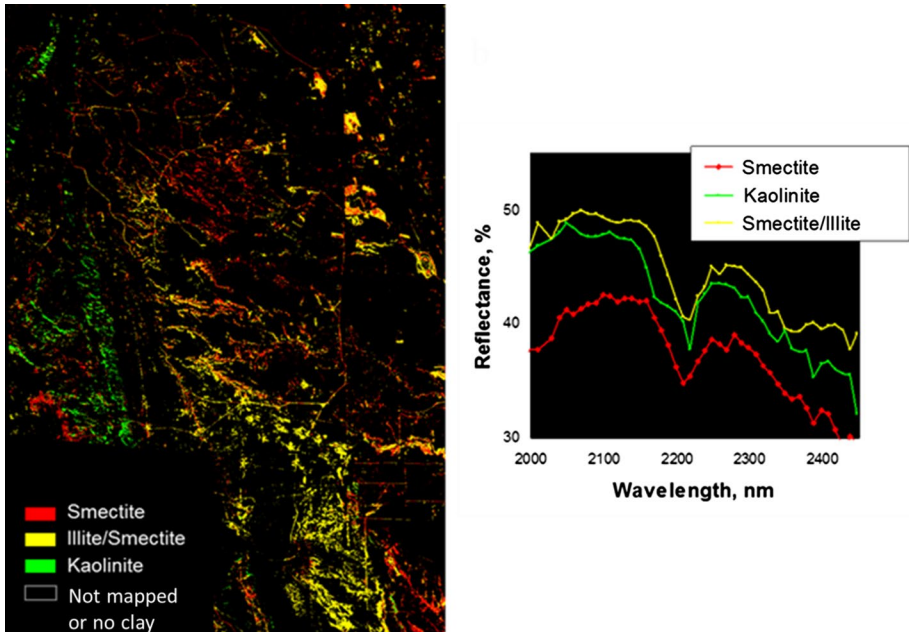 Smectite
Illite/Smectite
Kaolinite
Not mapped
or no clay
Smectite
Kaolinite
Smectite/Illite
50
40
30
Reflectance, %
2000 2100 2200 2300 2400
Wavelength, nm